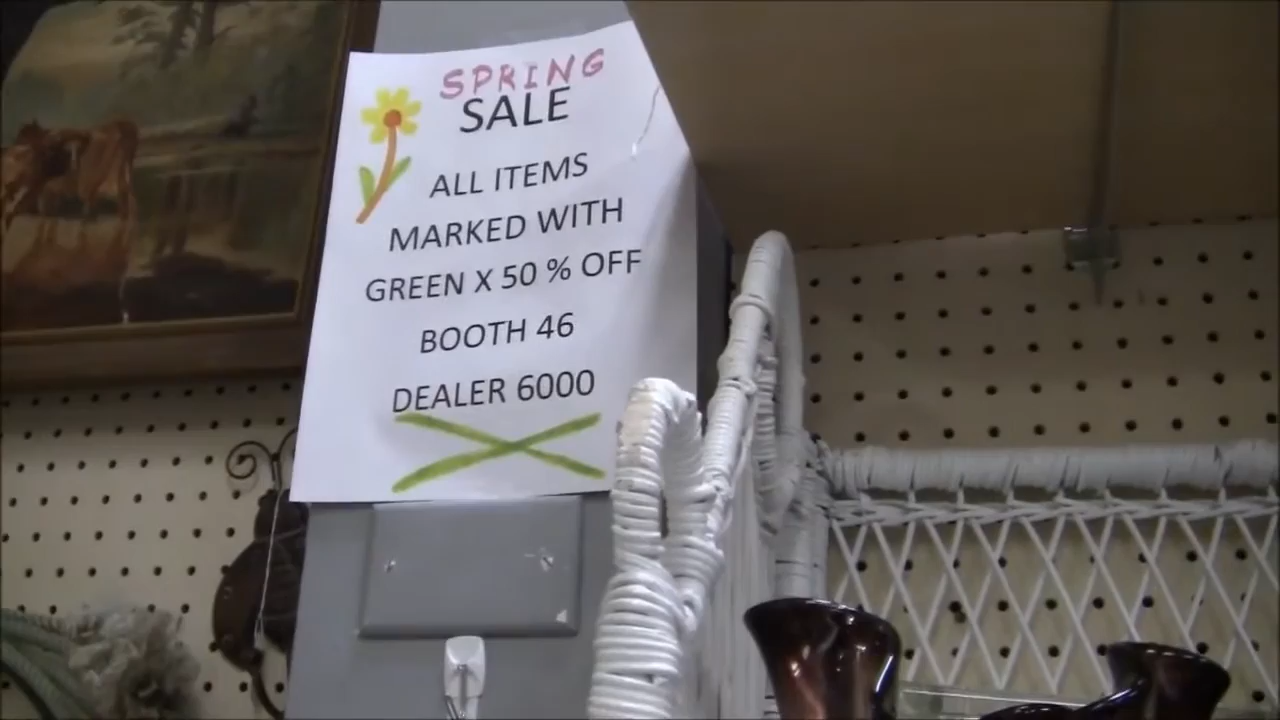 SPRING
SALE
ALL ITEMS
MARKED WITH
GREEN X 50 % OFF
BOOTH 46
DEALER 6000